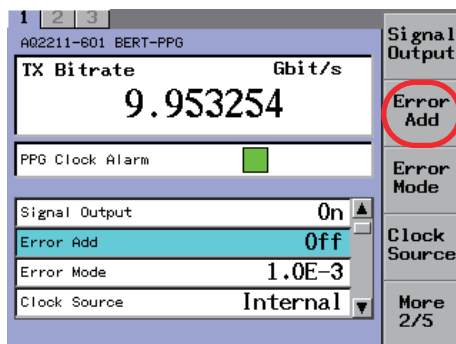 1 2 3
AQ2211-601 BERT-PPG
TX Bitrate Gbit/s
9.953254
PPG Clock Alarm
Signal Output On
Error Add Off
Error Mode 1.0E-3
Clock Source Internal
Signal
Output
Error
Add
Error
Mode
Clock
Source
More
2/5